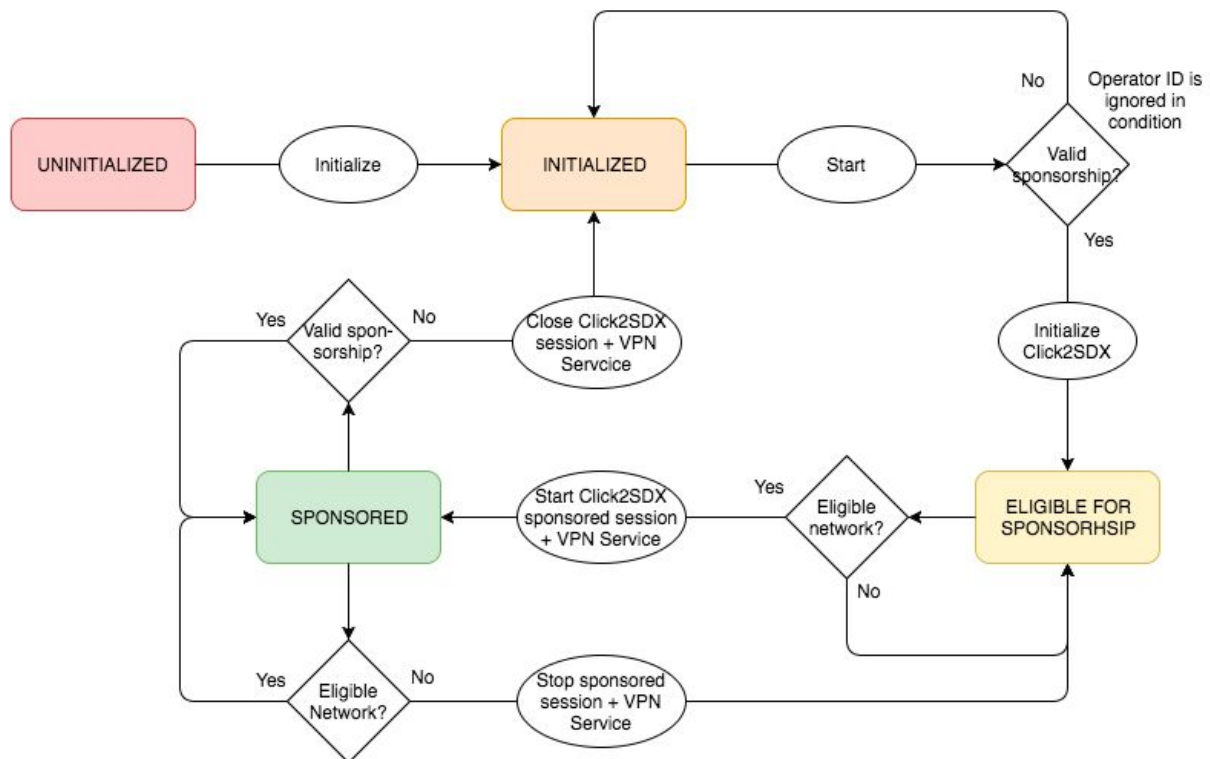 No
Operator ID is
ignored in
condition
UNINITIALIZED
Initialize
INITIALIZED
Start
Valid
sponsorship?
Yes
Yes
Valid spon-
sorship?
No
Close Click2SDX
session + VPN
Servcice
Initialize
Click2SDX
SPONSORED
Start Click2SDX
sponsored session
+ VPN Service
Yes
Eligible
network?
No
ELIGIBLE FOR
SPONSORHSIP
Yes
Eligible
Network?
No
Stop sponsored
session + VPN
Service